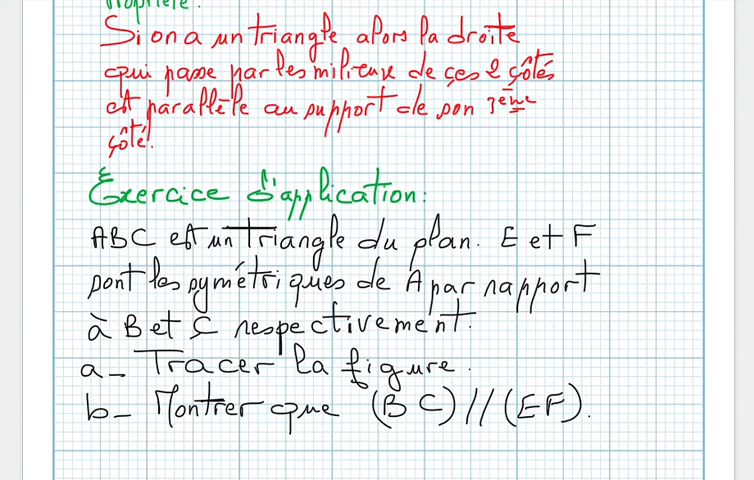 Propriété:
Si on a un triangle alors la droite
qui passe par les milieux de ses 2 côtés
est parallèle au support de son 3ème
côté.
Exercice d'application:
ABC est un triangle du plan. E et F
sont les symétriques de A par rapport
à B et C respectivement.
a- Tracer la figure.
b- Montrer que (BC)//(EF).